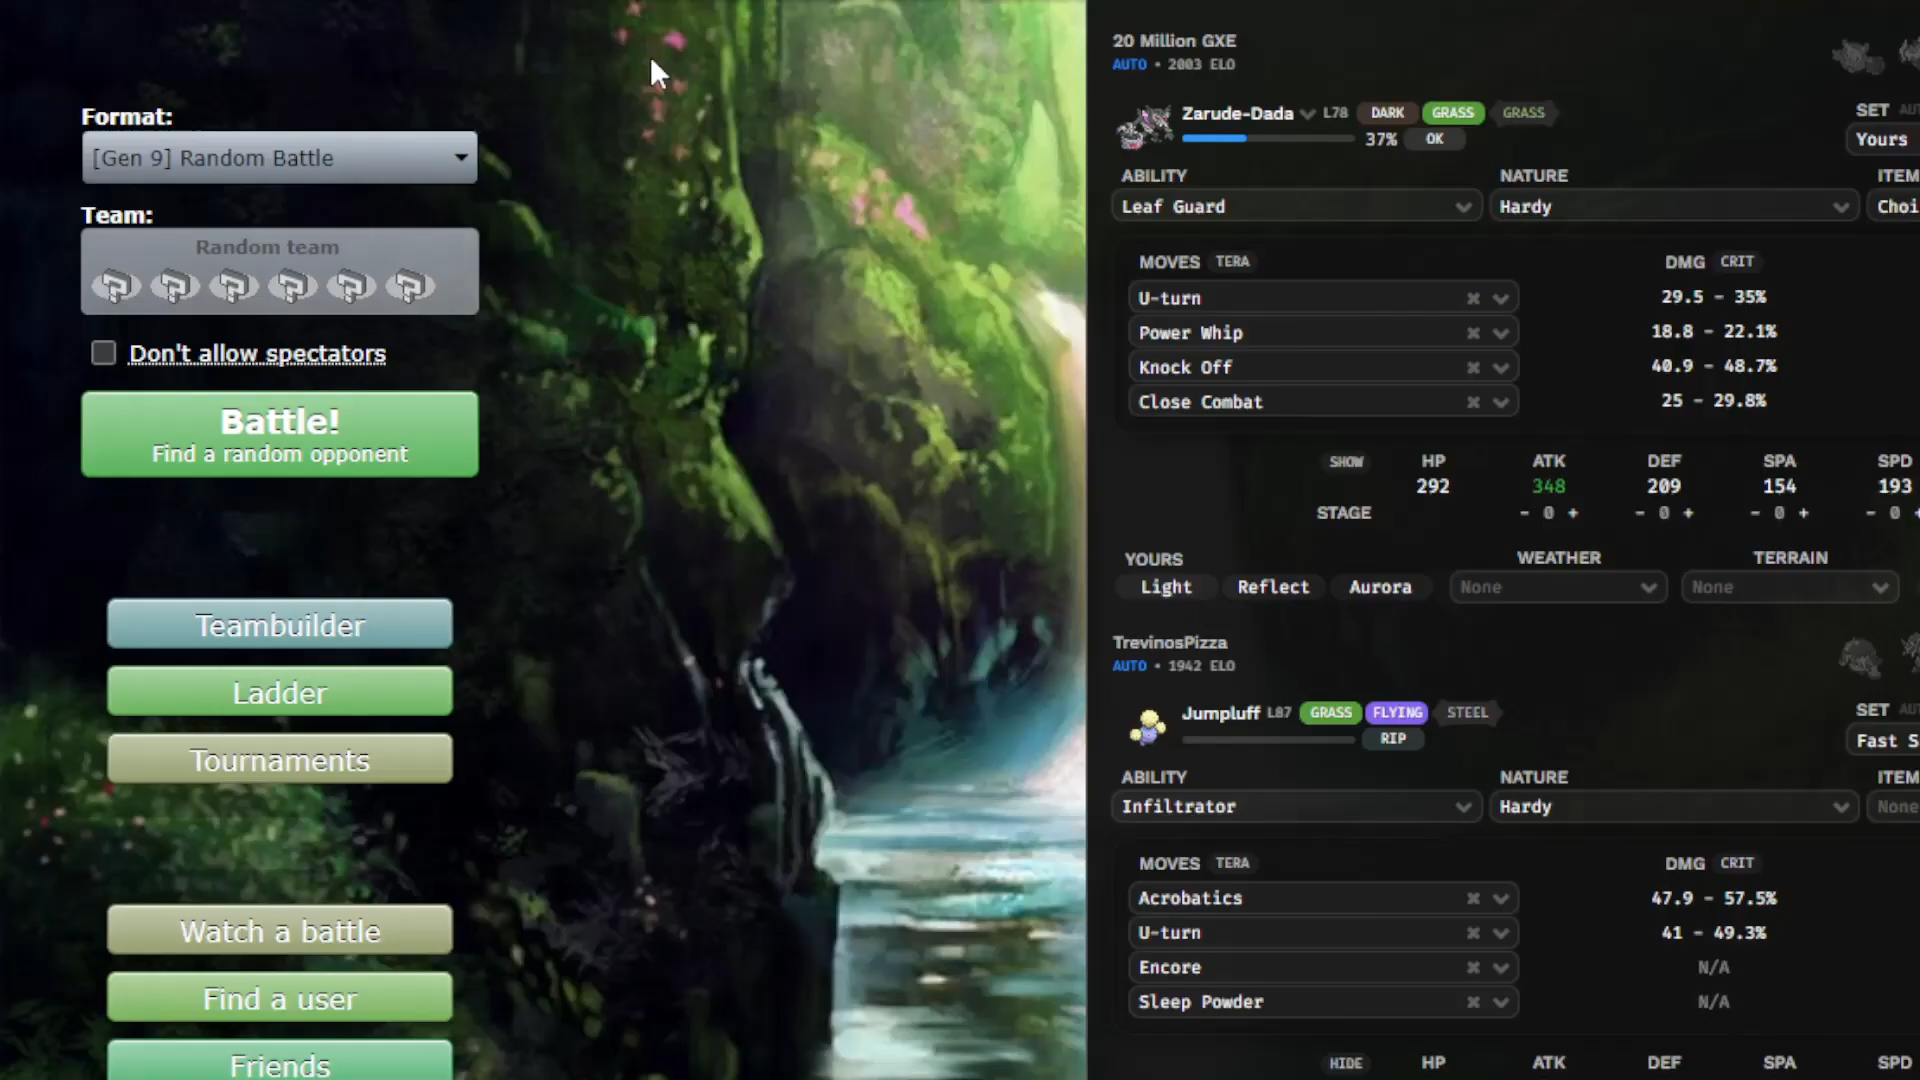 Format:
[Gen 9] Random Battle
Team:
Random team
Don't allow spectators
Battle!
Find a random opponent
Teambuilder
Ladder
Tournaments
Watch a battle
Find a user
Friends
20 Million GXE
AUTO • 2003 ELO
Zarude-Dada L78 DARK GRASS GRASS
37% OK
SET AUT
Yours
ABILITY NATURE ITEM
Leaf Guard Hardy Choi
MOVES TERA DMG CRIT
U-turn 29.5 - 35%
Power Whip 18.8 - 22.1%
Knock Off 40.9 - 48.7%
Close Combat 25 - 29.8%
SHOW HP ATK DEF SPA SPD
292 348 209 154 193
STAGE - 0 + - 0 + - 0 + - 0 +
YOURS WEATHER TERRAIN
Light Reflect Aurora None None
TrevinosPizza
AUTO • 1942 ELO
Jumpluff L87 GRASS FLYING STEEL
RIP
SET AUT
Fast S
ABILITY NATURE ITEM
Infiltrator Hardy None
MOVES TERA DMG CRIT
Acrobatics 47.9 - 57.5%
U-turn 41 - 49.3%
Encore N/A
Sleep Powder N/A
HIDE HP ATK DEF SPA SPD